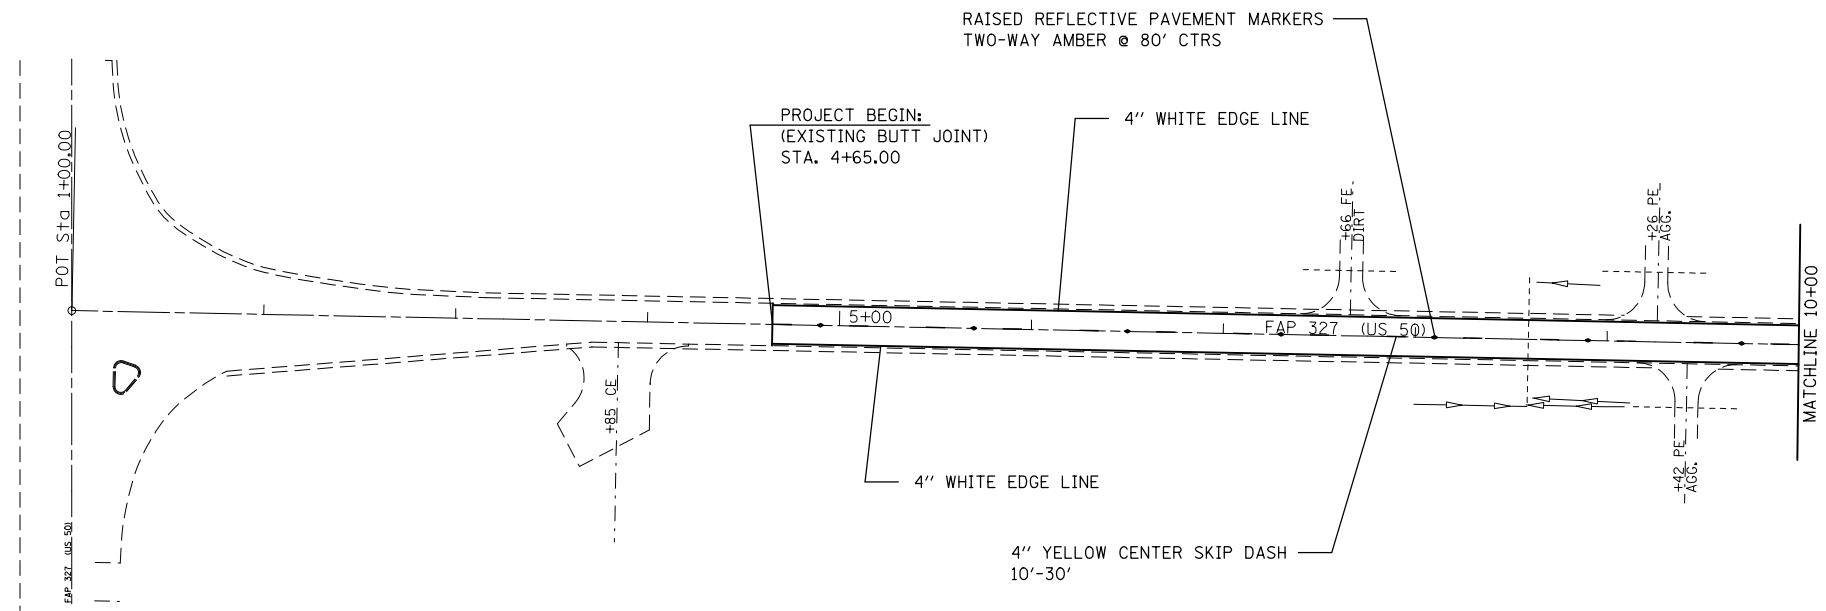 RAISED REFLECTIVE PAVEMENT MARKERS
TWO-WAY AMBER @ 80' CTRS
PROJECT BEGIN:
(EXISTING BUTT JOINT)
STA. 4+65.00
4'' WHITE EDGE LINE
POT Sta 1+00.00
+66 FE
DIRT
+26 PE
AGG.
5+00
FAP 327 (US 50)
MATCHLINE 10+00
+85 CE
+42 PE
AGG.
4'' WHITE EDGE LINE
4'' YELLOW CENTER SKIP DASH
10'-30'
FAP 327 (US 50)